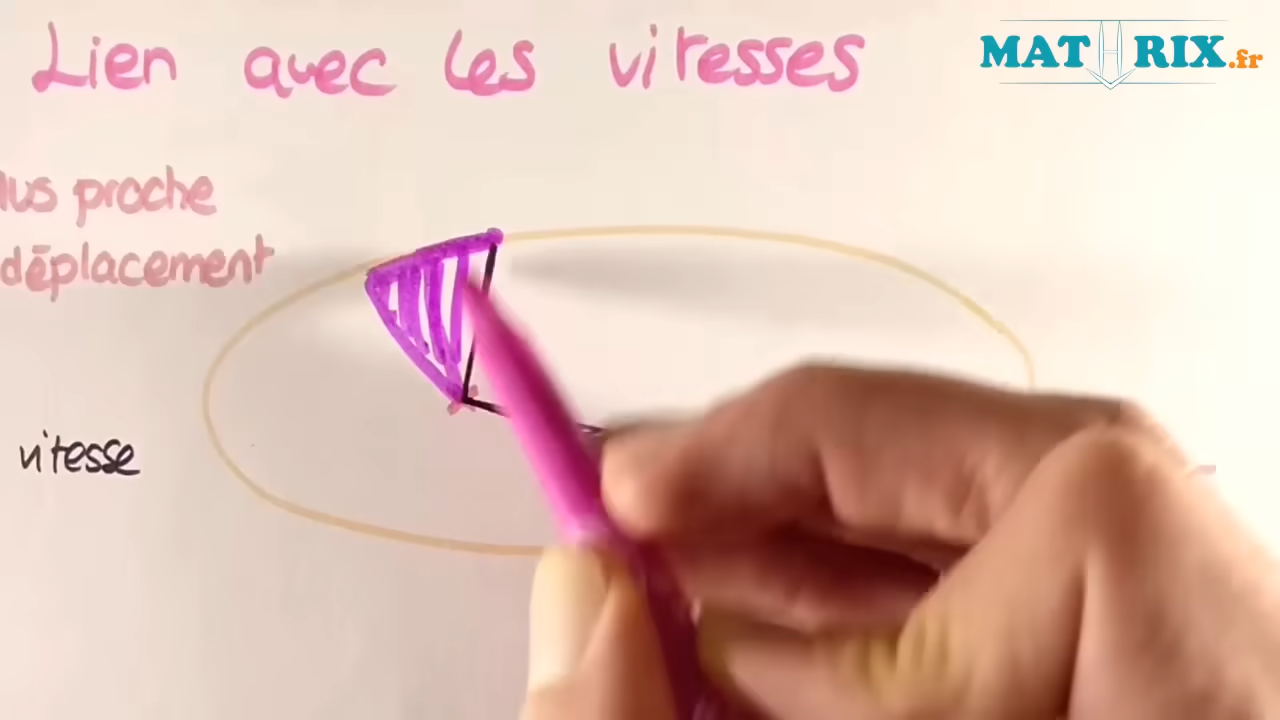 Lien avec les vitesses
MATHRIX.fr
lus proche
déplacement
vitesse